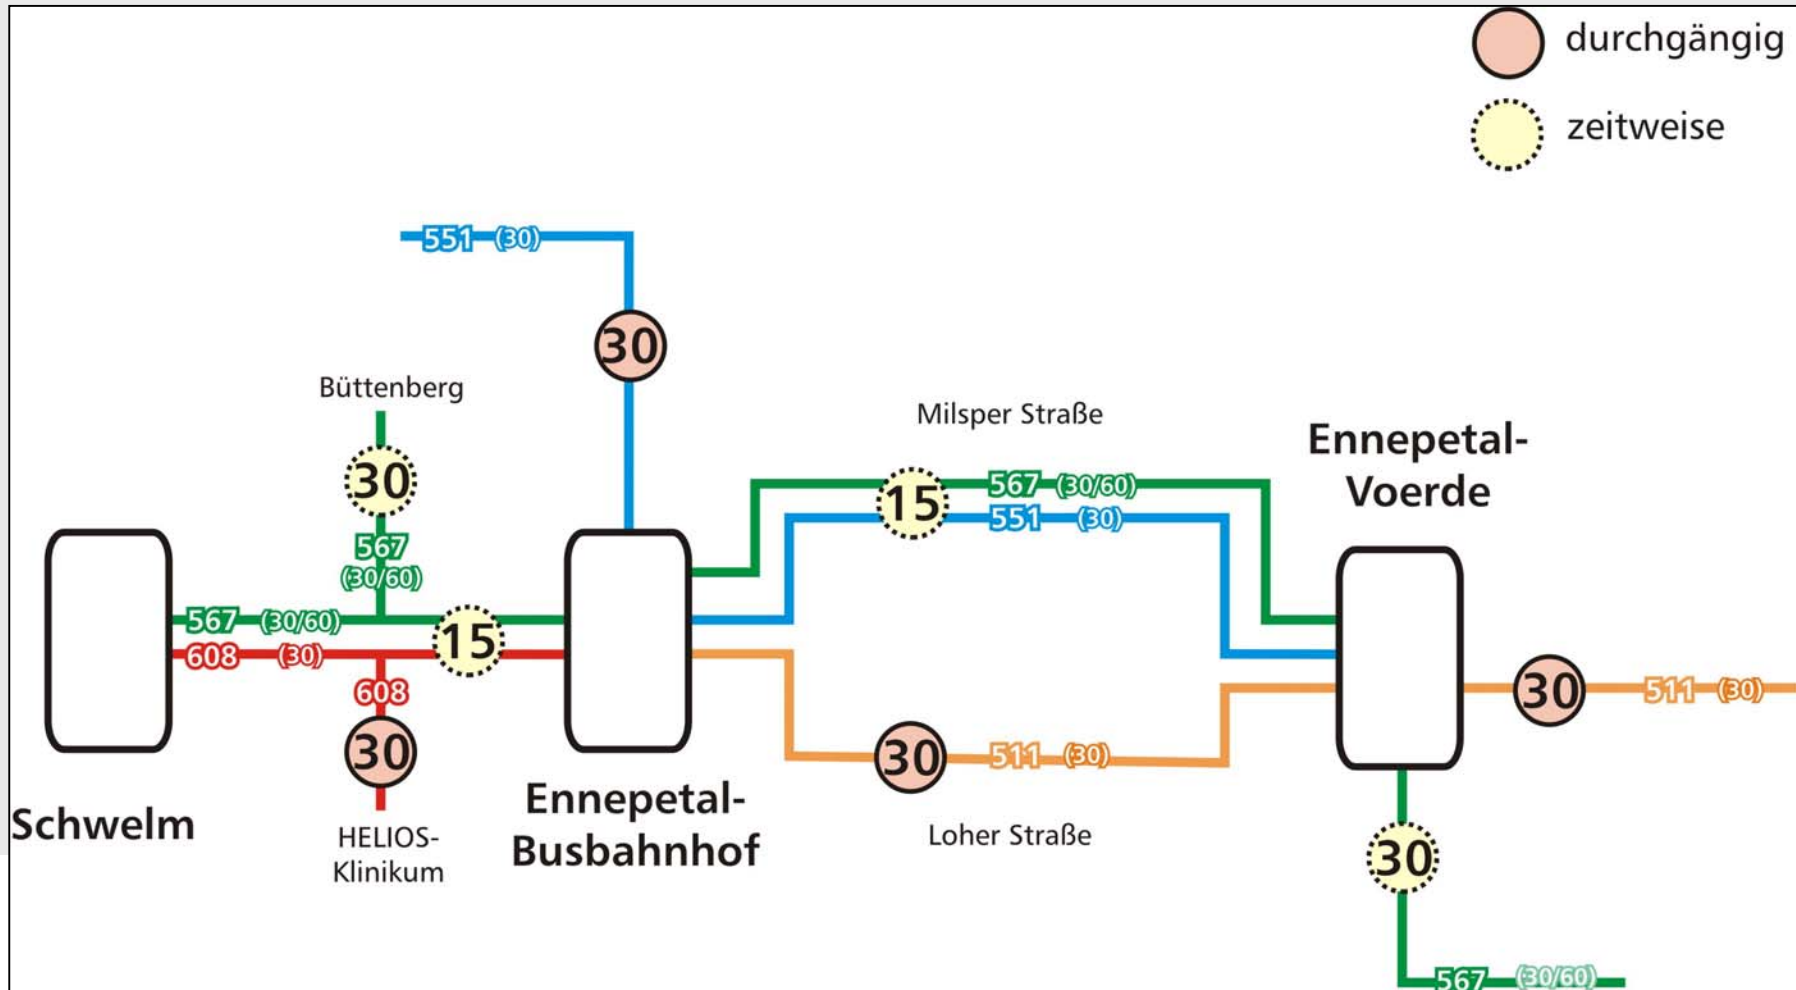 durchgängig
zeitweise
551 (30)
30
Büttenberg
30
567
(30/60)
Milsper Straße
15 567 (30/60)
551 (30)
Ennepetal-
Voerde
567 (30/60)
608 (30)
15
608
30
HELIOS-
Klinikum
Schwelm
Ennepetal-
Busbahnhof
30 511 (30)
Loher Straße
30 511 (30)
30
567 (30/60)